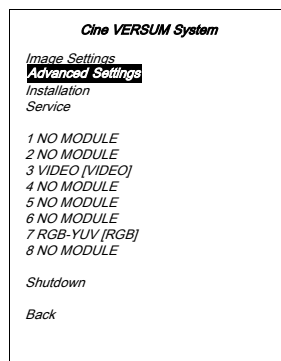 Cine VERSUM System
Image Settings
Advanced Settings
Installation
Service
1 NO MODULE
2 NO MODULE
3 VIDEO [VIDEO]
4 NO MODULE
5 NO MODULE
6 NO MODULE
7 RGB-YUV [RGB]
8 NO MODULE
Shutdown
Back